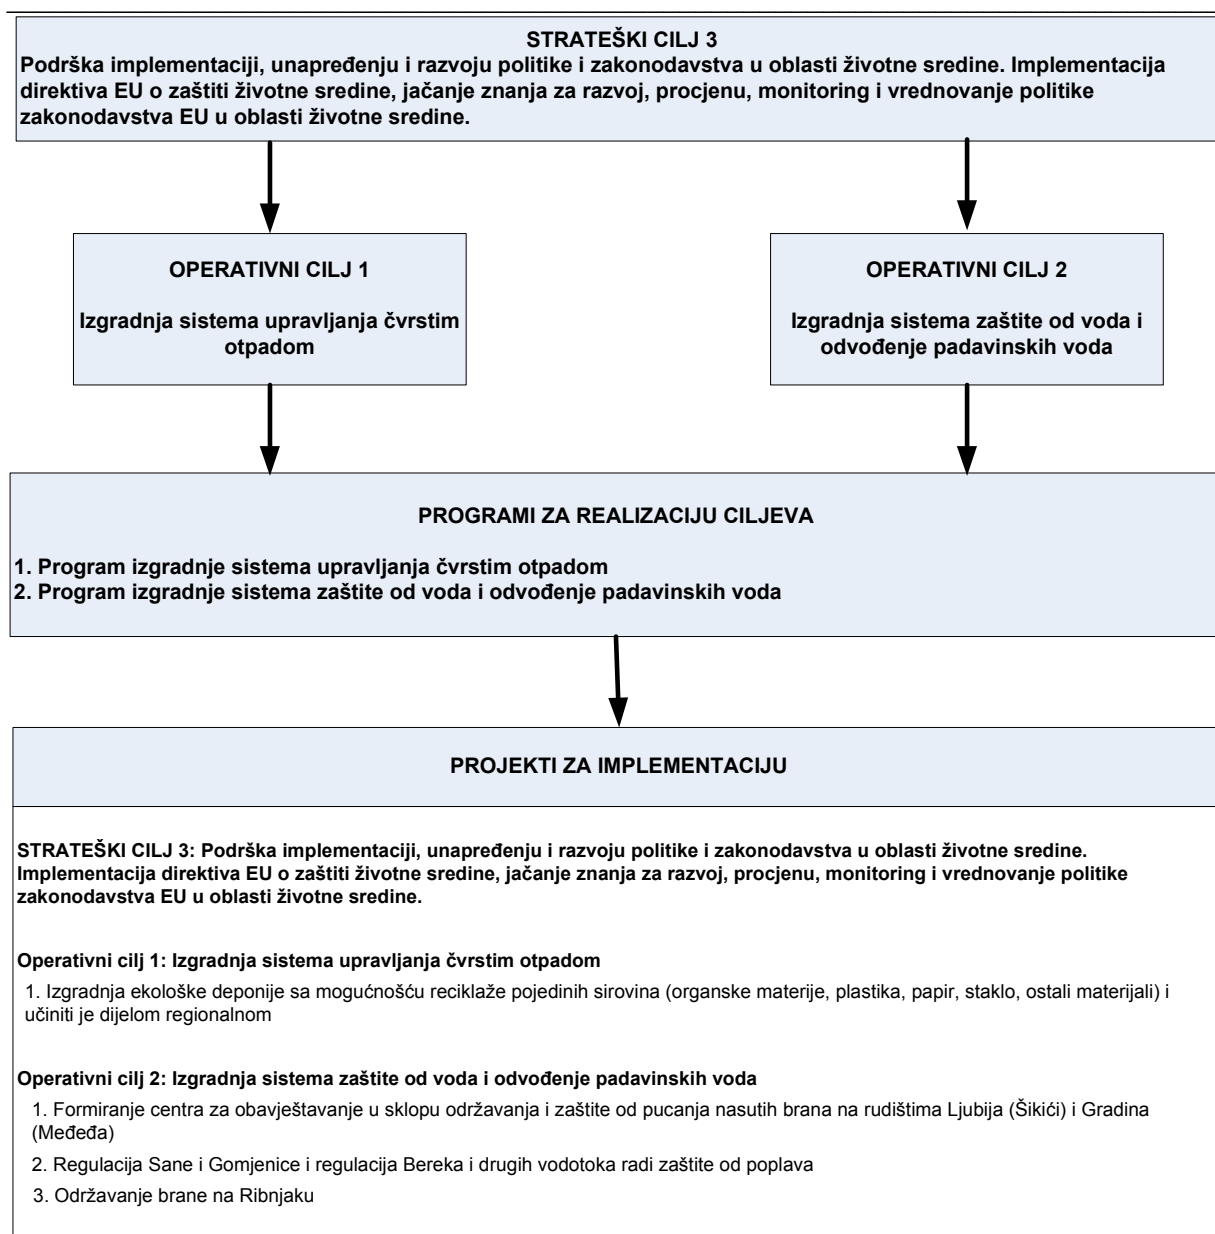 STRATEŠKI CILJ 3
Podrška implementaciji, unapređenju i razvoju politike i zakonodavstva u oblasti životne sredine. Implementacija
direktiva EU o zaštiti životne sredine, jačanje znanja za razvoj, procjenu, monitoring i vrednovanje politike
zakonodavstva EU u oblasti životne sredine.
OPERATIVNI CILJ 1
Izgradnja sistema upravljanja čvrstim
otpadom
OPERATIVNI CILJ 2
Izgradnja sistema zaštite od voda i
odvođenje padavinskih voda
PROGRAMI ZA REALIZACIJU CILJEVA
1. Program izgradnje sistema upravljanja čvrstim otpadom
2. Program izgradnje sistema zaštite od voda i odvođenje padavinskih voda
PROJEKTI ZA IMPLEMENTACIJU
STRATEŠKI CILJ 3: Podrška implementaciji, unapređenju i razvoju politike i zakonodavstva u oblasti životne sredine.
Implementacija direktiva EU o zaštiti životne sredine, jačanje znanja za razvoj, procjenu, monitoring i vrednovanje politike
zakonodavstva EU u oblasti životne sredine.
Operativni cilj 1: Izgradnja sistema upravljanja čvrstim otpadom
1. Izgradnja ekološke deponije sa mogućnošću reciklaže pojedinih sirovina (organske materije, plastika, papir, staklo, ostali materijali) i
učiniti je dijelom regionalnom
Operativni cilj 2: Izgradnja sistema zaštite od voda i odvođenje padavinskih voda
1. Formiranje centra za obavještavanje u sklopu održavanja i zaštite od pucanja nasutih brana na rudištima Ljubija (Šikići) i Gradina
(Međeđa)
2. Regulacija Sane i Gomjenice i regulacija Bereka i drugih vodotoka radi zaštite od poplava
3. Održavanje brane na Ribnjaku